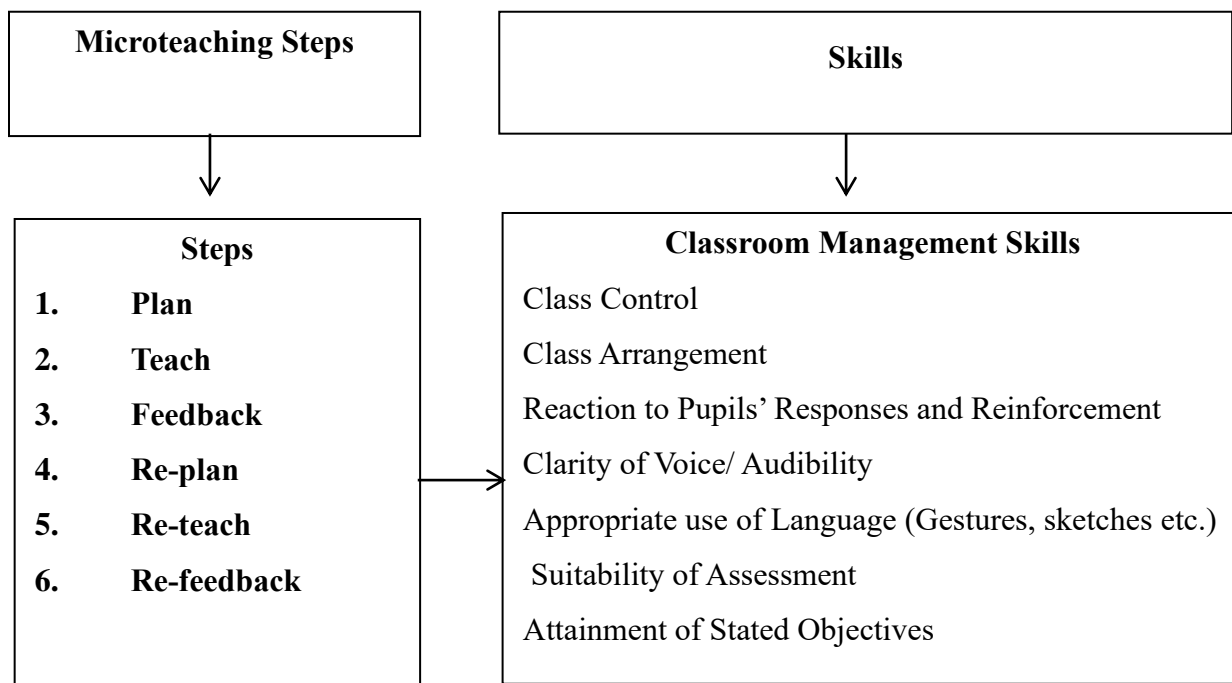 Microteaching Steps
Skills
Steps
1. Plan
2. Teach
3. Feedback
4. Re-plan
5. Re-teach
6. Re-feedback
Classroom Management Skills
Class Control
Class Arrangement
Reaction to Pupils’ Responses and Reinforcement
Clarity of Voice/ Audibility
Appropriate use of Language (Gestures, sketches etc.)
Suitability of Assessment
Attainment of Stated Objectives